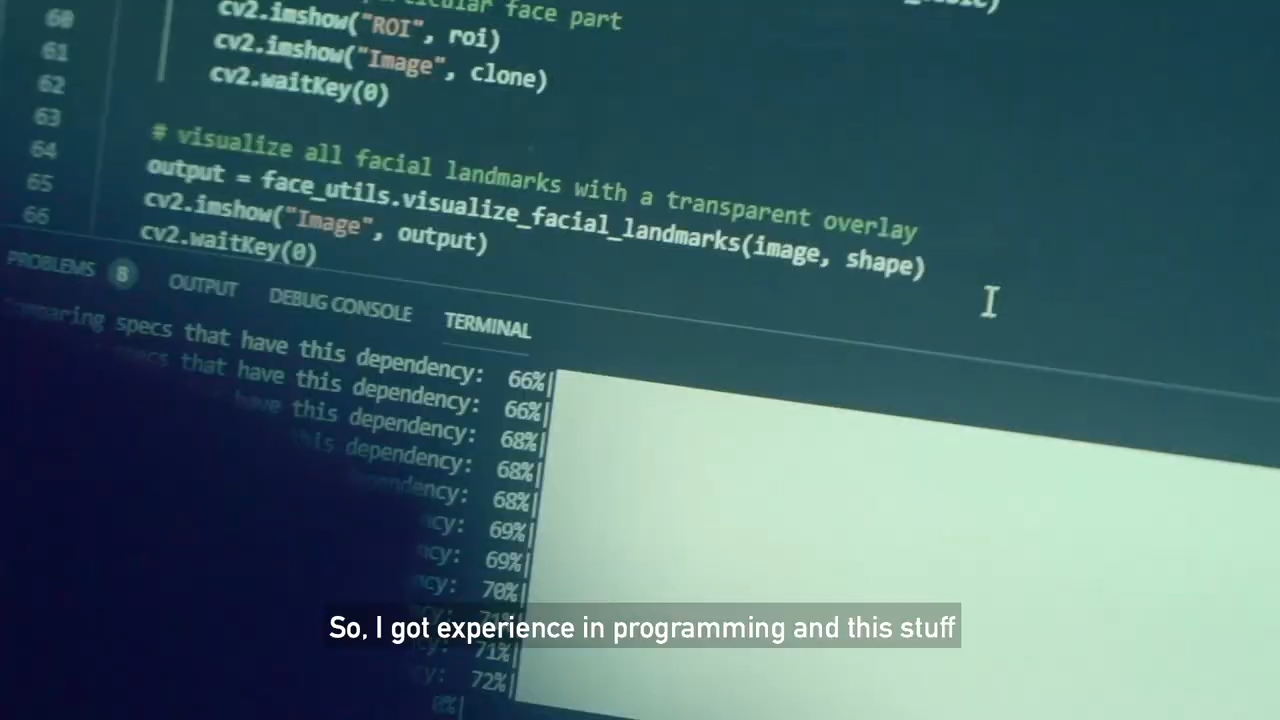 face part
60 cv2.imshow("ROI", roi)
61 cv2.imshow("Image", clone)
62 cv2.waitKey(0)
63
64 # visualize all facial landmarks with a transparent overlay
65 output = face_utils.visualize_facial_landmarks(image, shape)
66 cv2.imshow("Image", output)
cv2.waitKey(0)
PROBLEMS 8 OUTPUT DEBUG CONSOLE TERMINAL
specs that have this dependency: 66%|
specs that have this dependency: 66%|
have this dependency: 68%|
this dependency: 68%|
68%|
69%|
69%|
70%|
71%|
71%|
72%|
0%|
So, I got experience in programming and this stuff